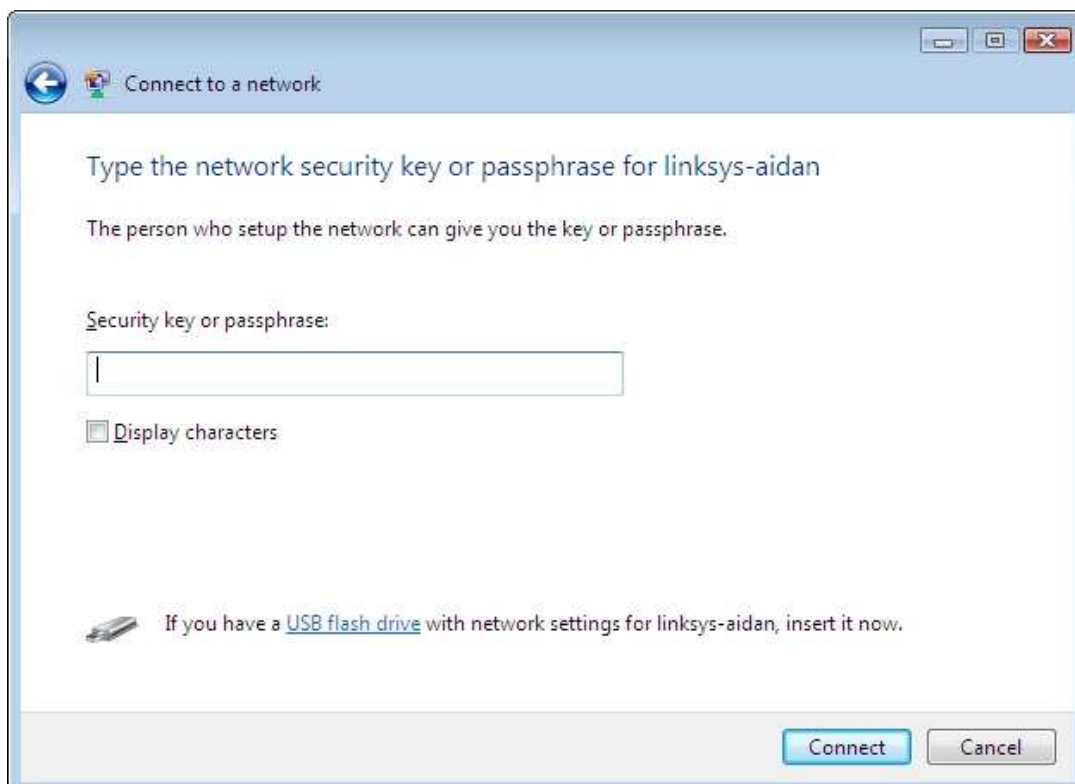 Connect to a network
Type the network security key or passphrase for linksys-aidan
The person who setup the network can give you the key or passphrase.
Security key or passphrase:
Display characters
If you have a USB flash drive with network settings for linksys-aidan, insert it now.
Connect Cancel